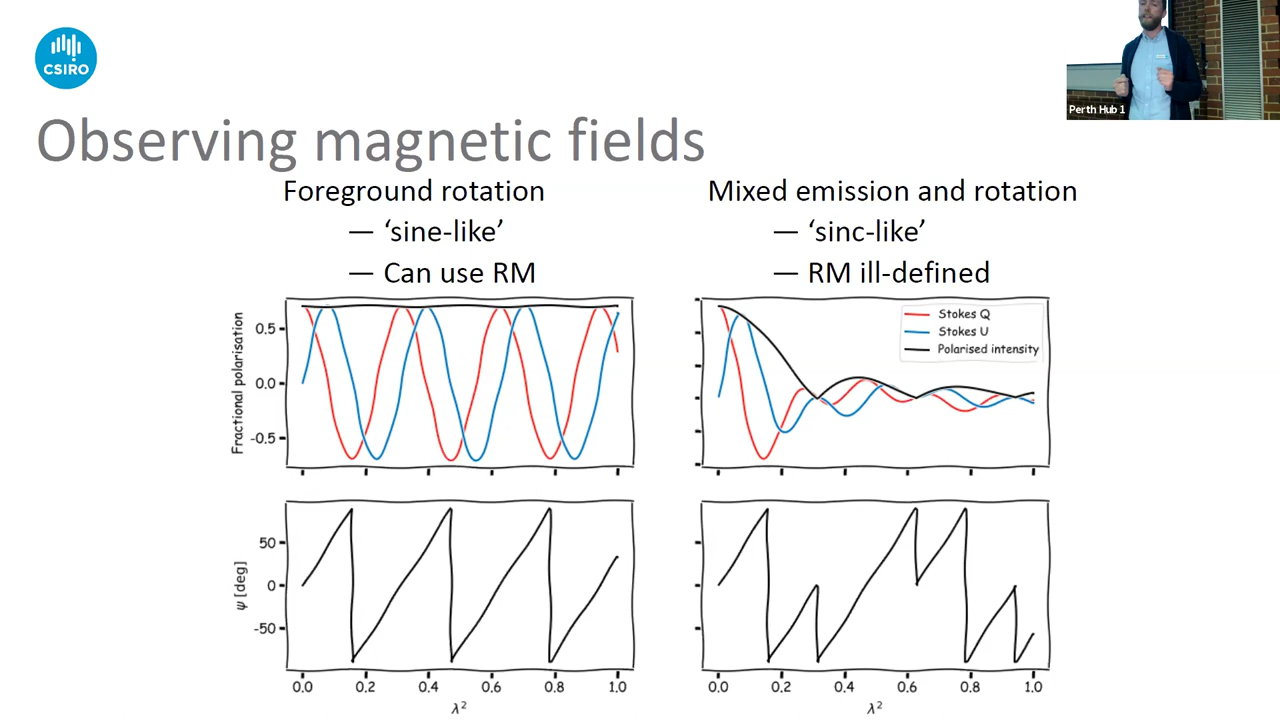 CSIRO
Perth Hub 1
Observing magnetic fields
Foreground rotation
— ‘sine-like’
— Can use RM
Mixed emission and rotation
— ‘sinc-like’
— RM ill-defined
Fractional polarisation
0.5
0.0
-0.5
Stokes Q
Stokes U
Polarised intensity
ψ [deg]
50
0
-50
0.0 0.2 0.4 0.6 0.8 1.0
λ²
0.0 0.2 0.4 0.6 0.8 1.0
λ²